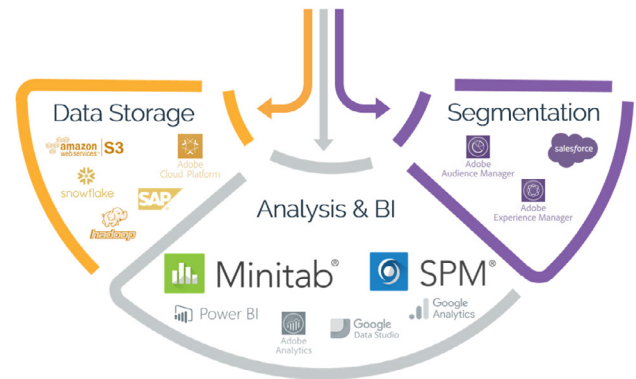 Data Storage
amazon
webservices
S3
Adobe
Cloud Platform
snowflake
SAP
hadoop
Segmentation
Adobe
Audience Manager
salesforce
Adobe
Experience Manager
Analysis & BI
Minitab®
SPM®
Power BI
Adobe
Analytics
Google
Data Studio
Google
Analytics